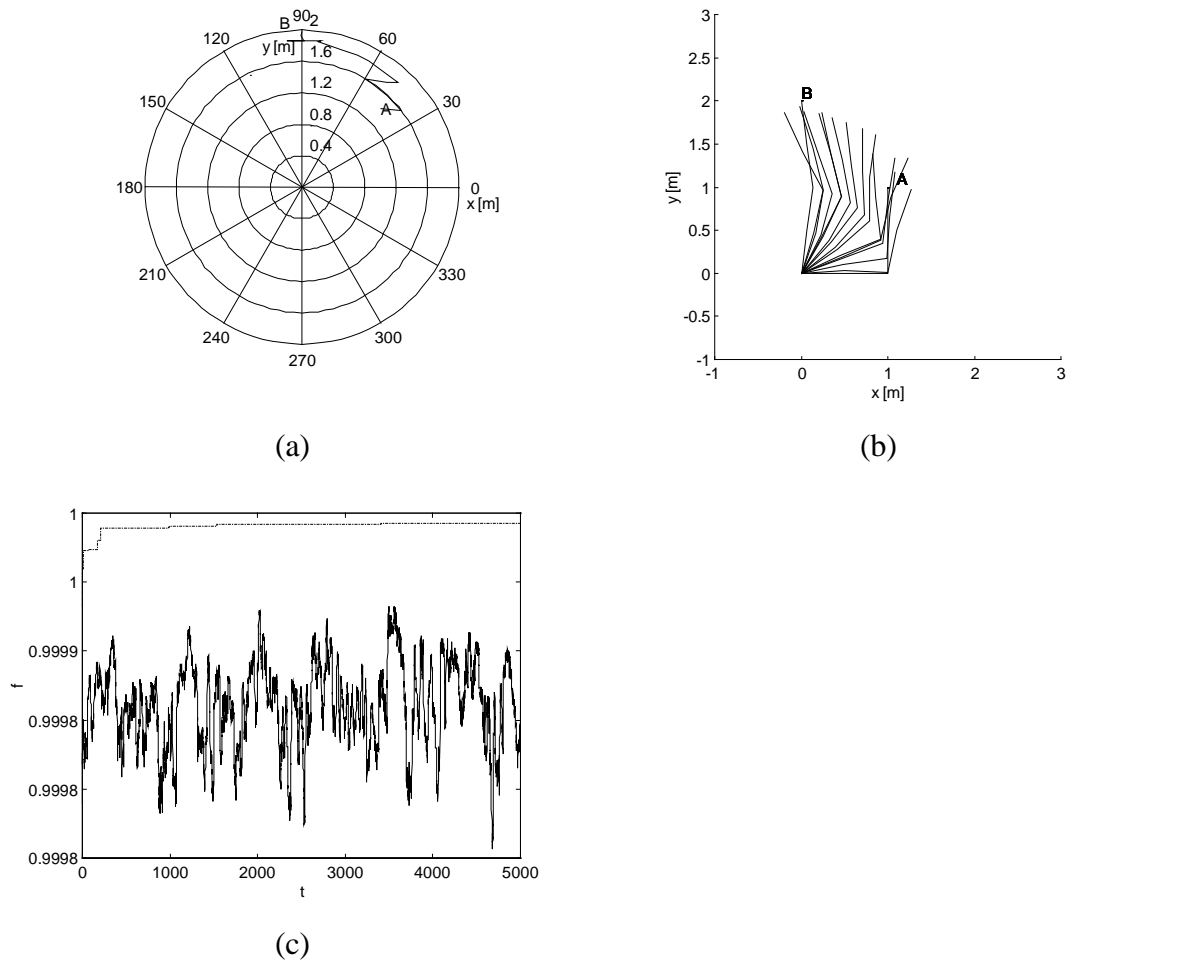 B 90 2
120 y [m] 1.6 60
1.2
150 0.8 A 30
0.4
180 0
x [m]
210 330
240 300
270
(a)
3
2.5
2 B
1.5
y [m] 1 A
0.5
0
-0.5
-1
-1 0 1 2 3
x [m]
(b)
1
1
0.9999
f
0.9998
0.9998
0.9998
0 1000 2000 3000 4000 5000
t
(c)